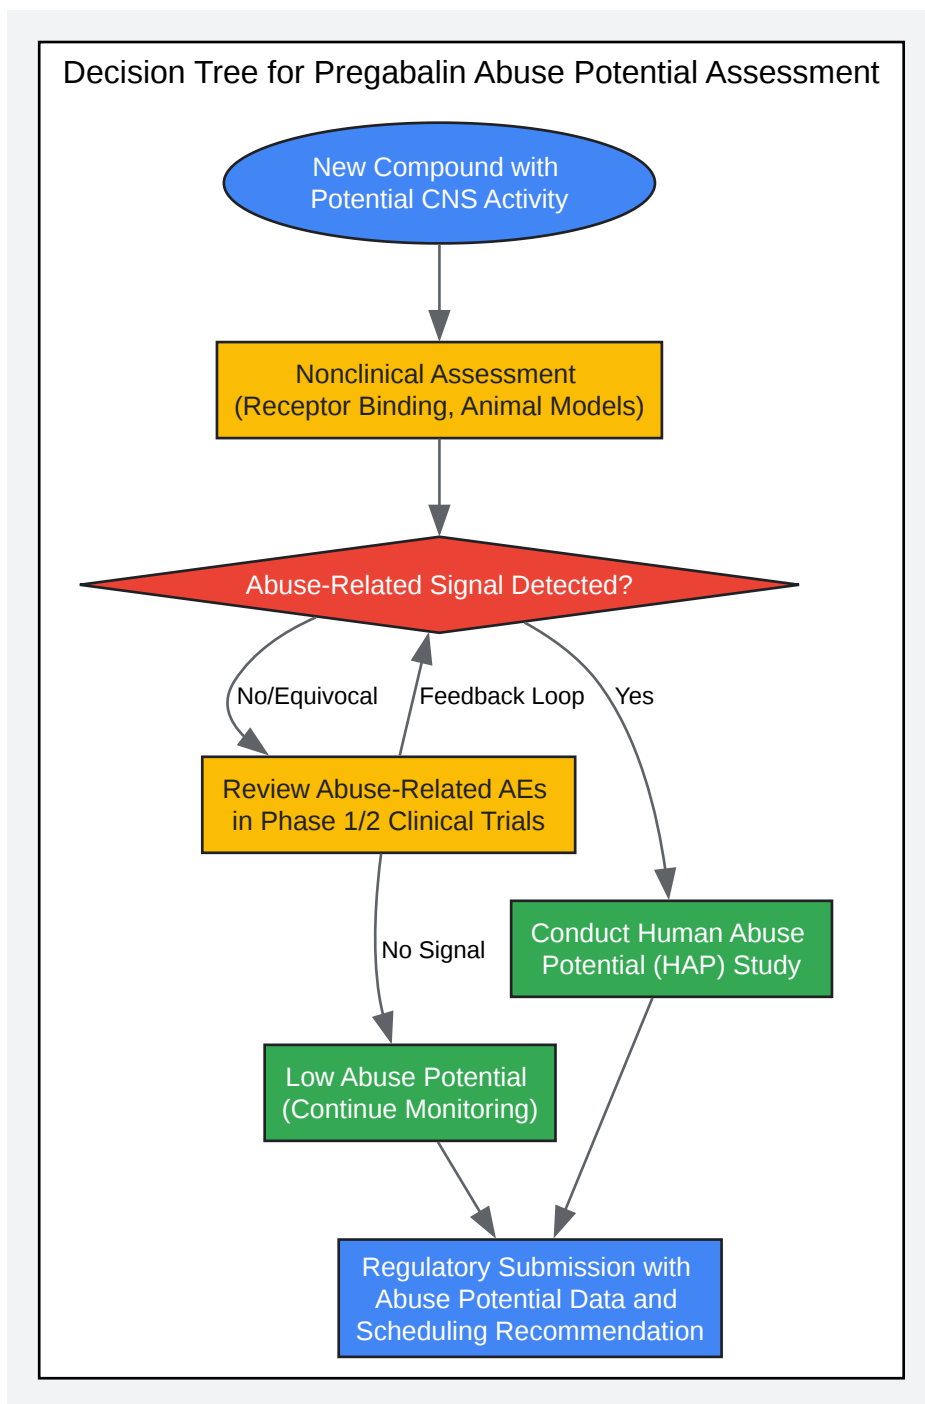 Decision Tree for Pregabalin Abuse Potential Assessment
New Compound with
Potential CNS Activity
Nonclinical Assessment
(Receptor Binding, Animal Models)
Abuse-Related Signal Detected?
No/Equivocal
Feedback Loop
Yes
Review Abuse-Related AEs
in Phase 1/2 Clinical Trials
Conduct Human Abuse
Potential (HAP) Study
No Signal
Low Abuse Potential
(Continue Monitoring)
Regulatory Submission with
Abuse Potential Data and
Scheduling Recommendation